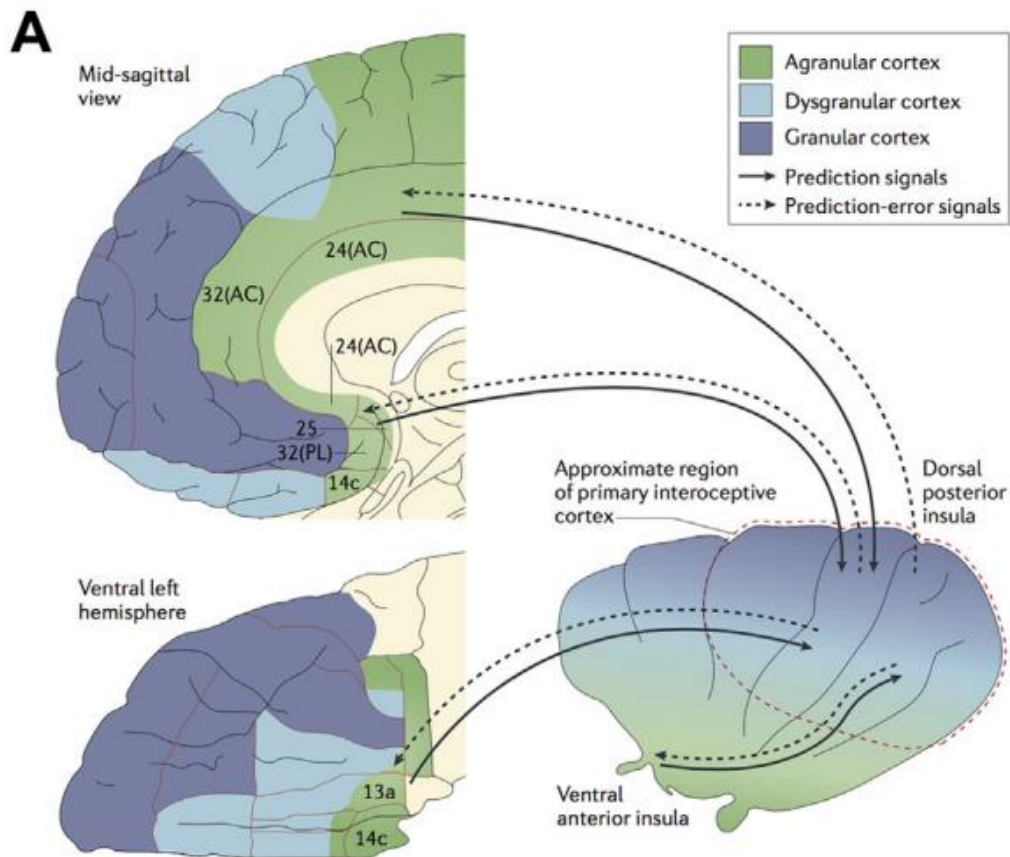 A
Mid-sagittal
view
Agranular cortex
Dysgranular cortex
Granular cortex
Prediction signals
Prediction-error signals
24(AC)
32(AC)
24(AC)
25
32(PL)
14c
Approximate region
of primary interoceptive
cortex
Dorsal
posterior
insula
Ventral left
hemisphere
13a
14c
Ventral
anterior insula